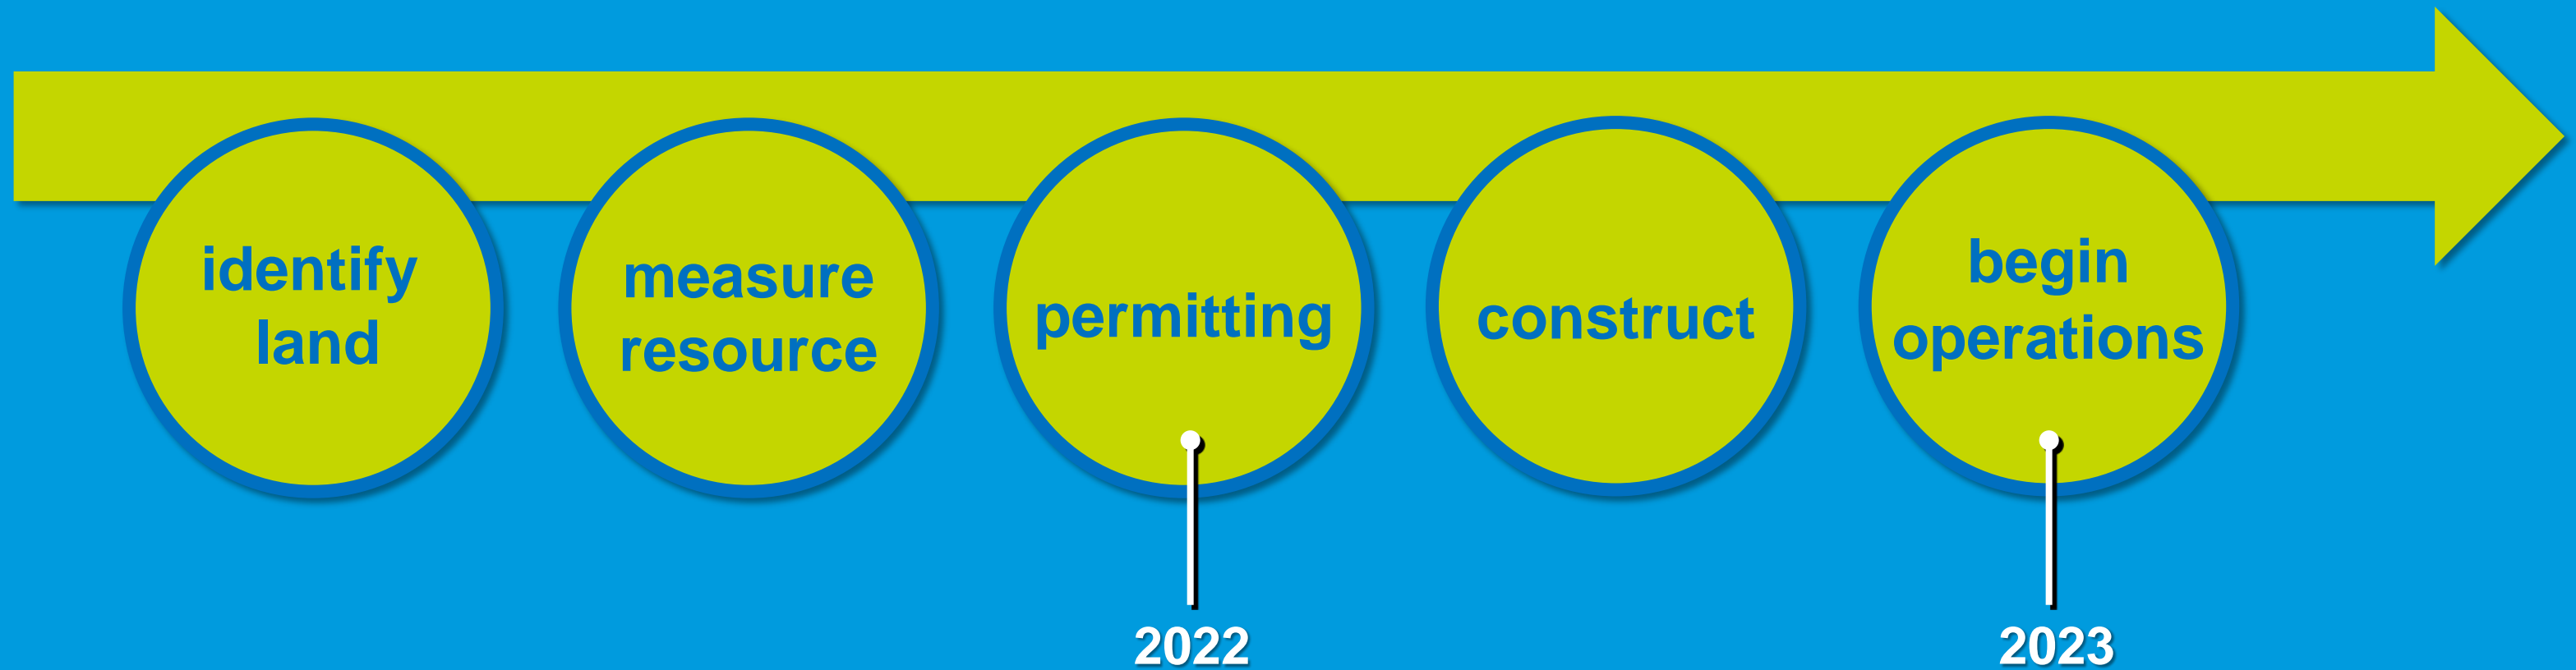 identify
land
measure
resource
permitting
construct
begin
operations
2022
2023